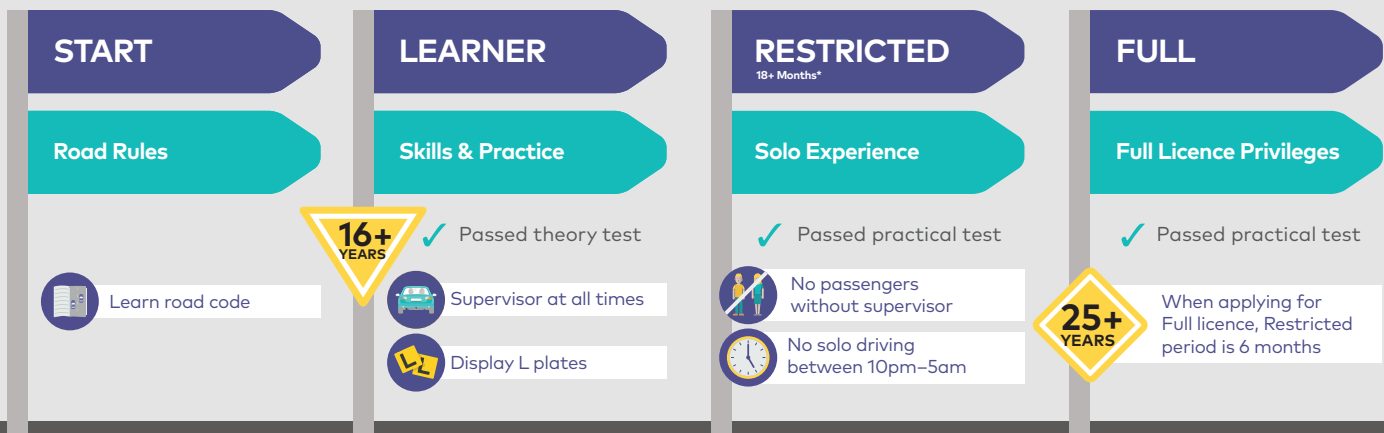 START
Road Rules
Learn road code
LEARNER
Skills & Practice
16+
YEARS
✓ Passed theory test
Supervisor at all times
L L
Display L plates
RESTRICTED
18+ Months*
Solo Experience
✓ Passed practical test
No passengers
without supervisor
No solo driving
between 10pm–5am
FULL
Full Licence Privileges
✓ Passed practical test
25+
YEARS
When applying for
Full licence, Restricted
period is 6 months